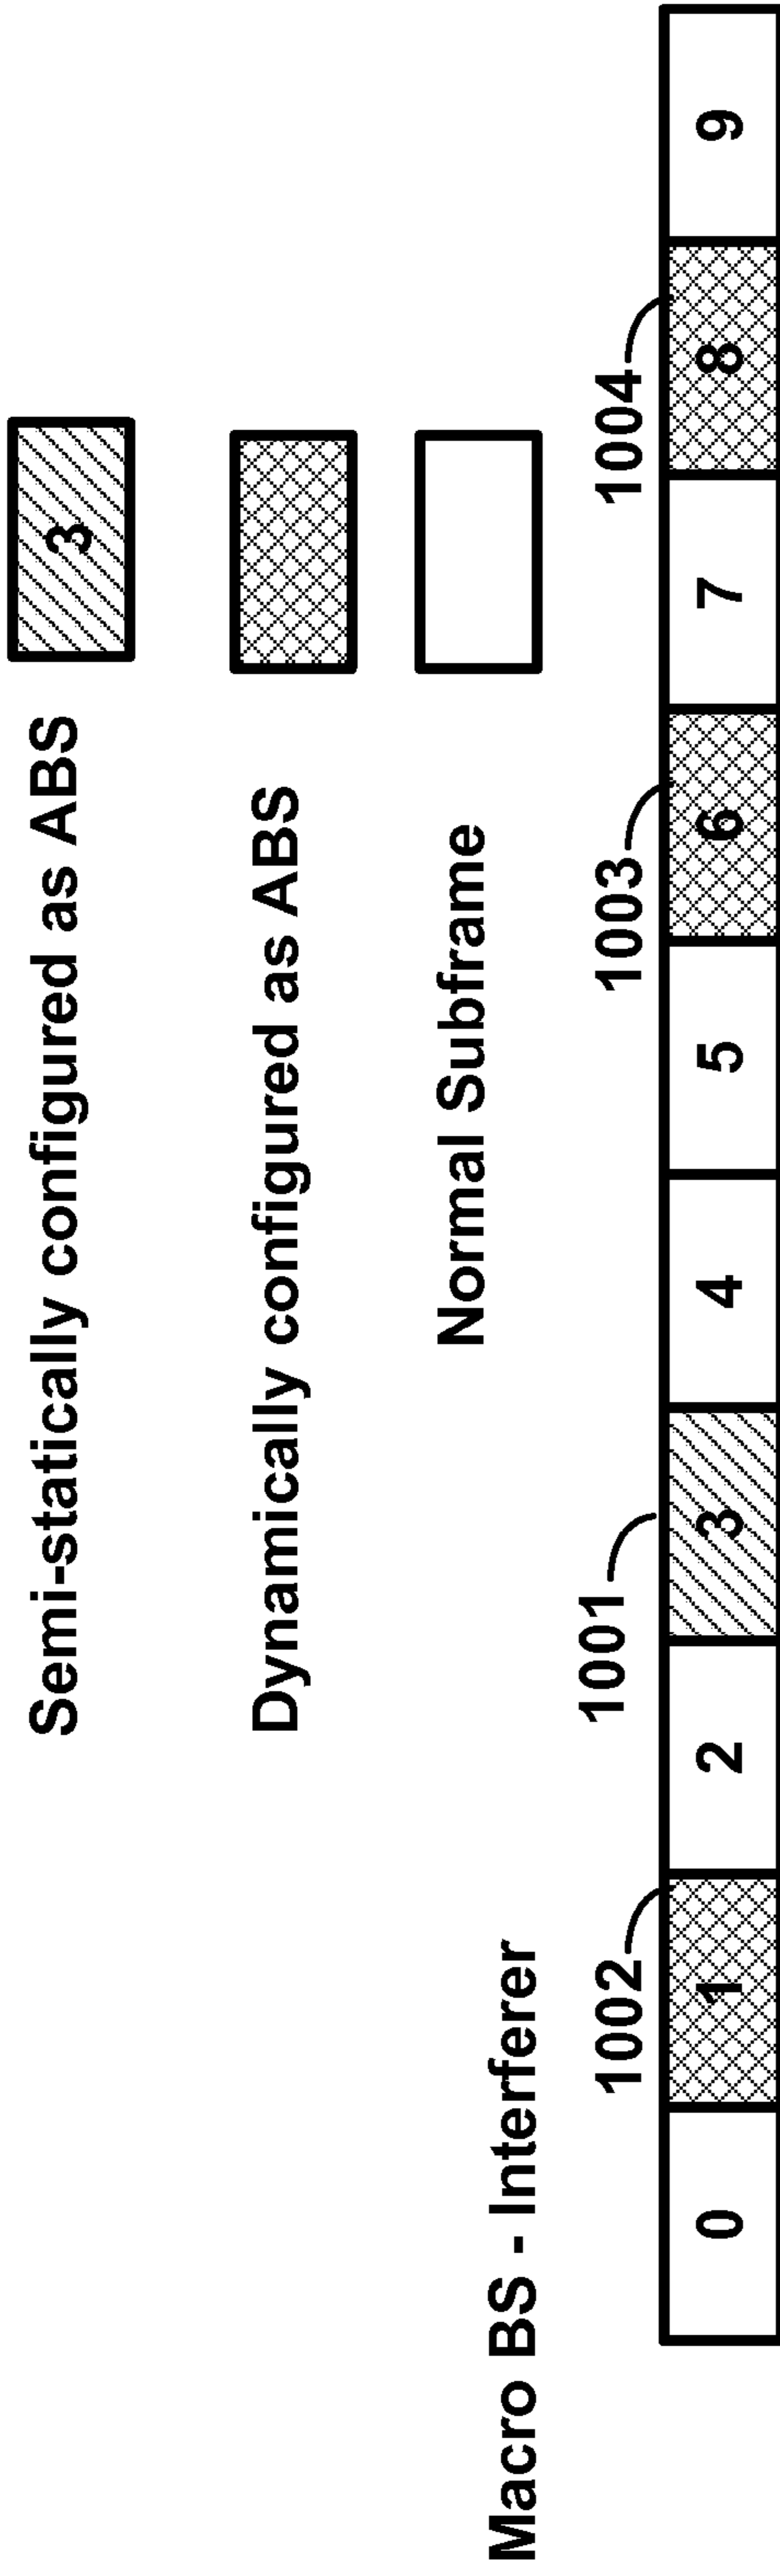 Semi-statically configured as ABS 3
Dynamically configured as ABS
Normal Subframe
Macro BS - Interferer
1002 1001 1003 1004
0 1 2 3 4 5 6 7 8 9